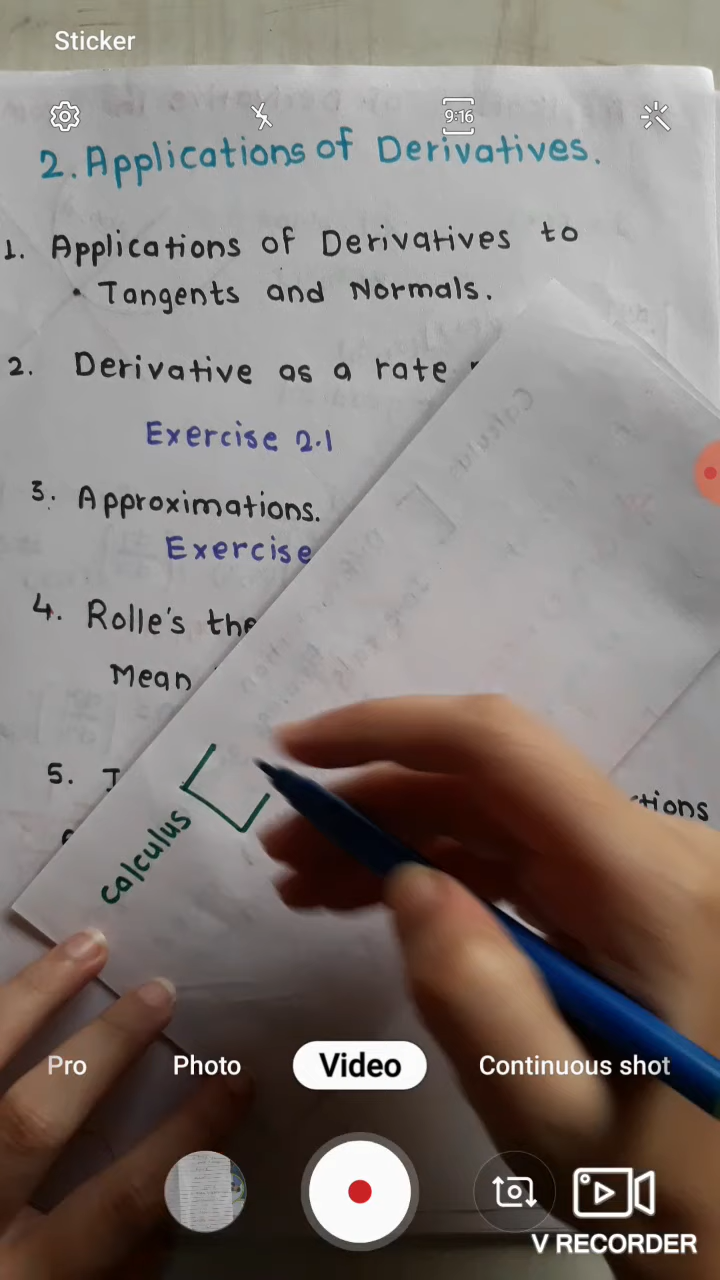 Sticker
9:16
2. Applications of Derivatives.
1. Applications of Derivatives to
• Tangents and Normals.
2. Derivative as a rate
Exercise 2.1
3. Approximations.
Exercise
4. Rolle's the
Mean
5. I
ctions
calculus
Pro
Photo
Video
Continuous shot
V RECORDER